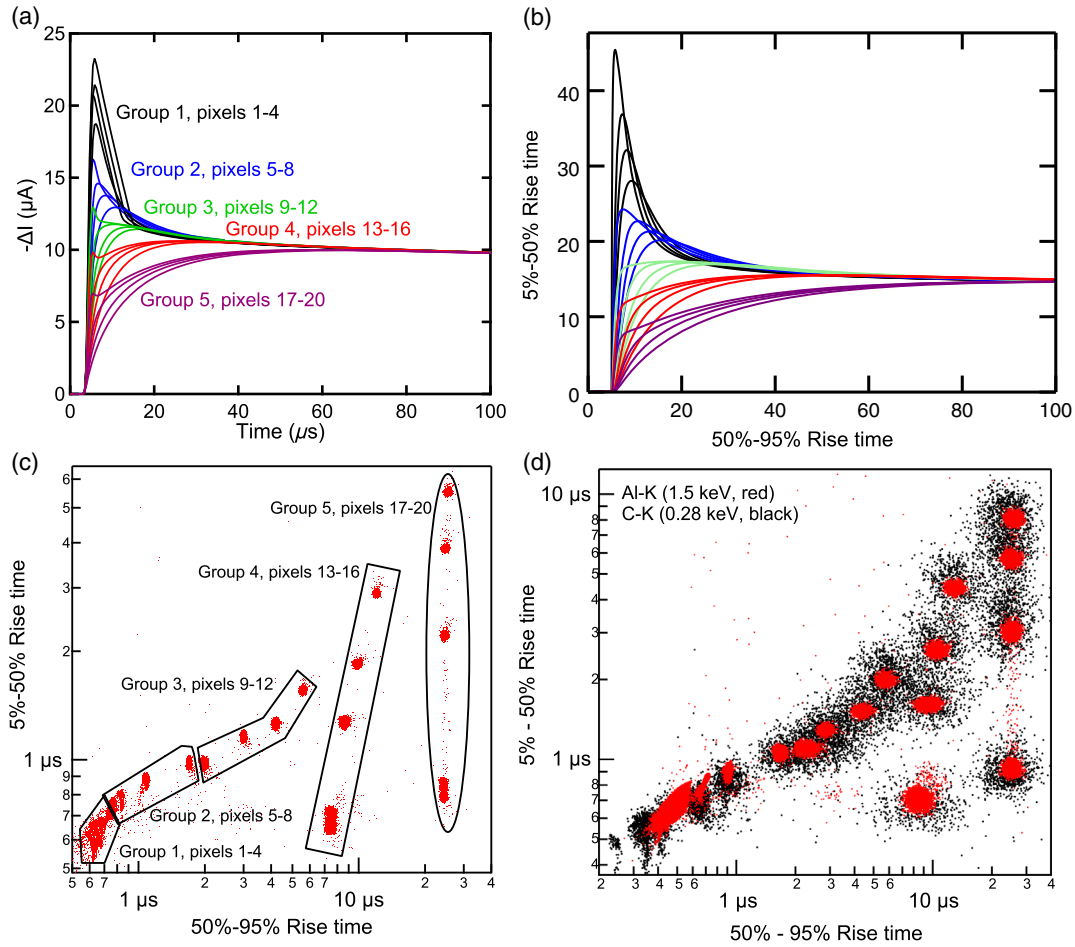 (a)
25
20
15
10
5
0
-ΔI (μA)
Group 1, pixels 1-4
Group 2, pixels 5-8
Group 3, pixels 9-12
Group 4, pixels 13-16
Group 5, pixels 17-20
0 20 40 60 80 100
Time (μs)
(b)
40
30
20
10
0
5%-50% Rise time
0 20 40 60 80 100
50%-95% Rise time
(c)
6
5
4
3
2
1 μs
9
8
7
6
5
5%-50% Rise time
Group 5, pixels 17-20
Group 4, pixels 13-16
Group 3, pixels 9-12
Group 2, pixels 5-8
Group 1, pixels 1-4
5 6 7 2 3 4 5 6 7 2 3 4
1 μs 10 μs
50%-95% Rise time
(d)
10 μs
8
7
6
5
4
3
2
1 μs
8
7
6
5
4
5% - 50% Rise time
Al-K (1.5 keV, red)
C-K (0.28 keV, black)
2 3 4 5 6 2 3 4 5 6 2 3 4
1 μs 10 μs
50% - 95% Rise time